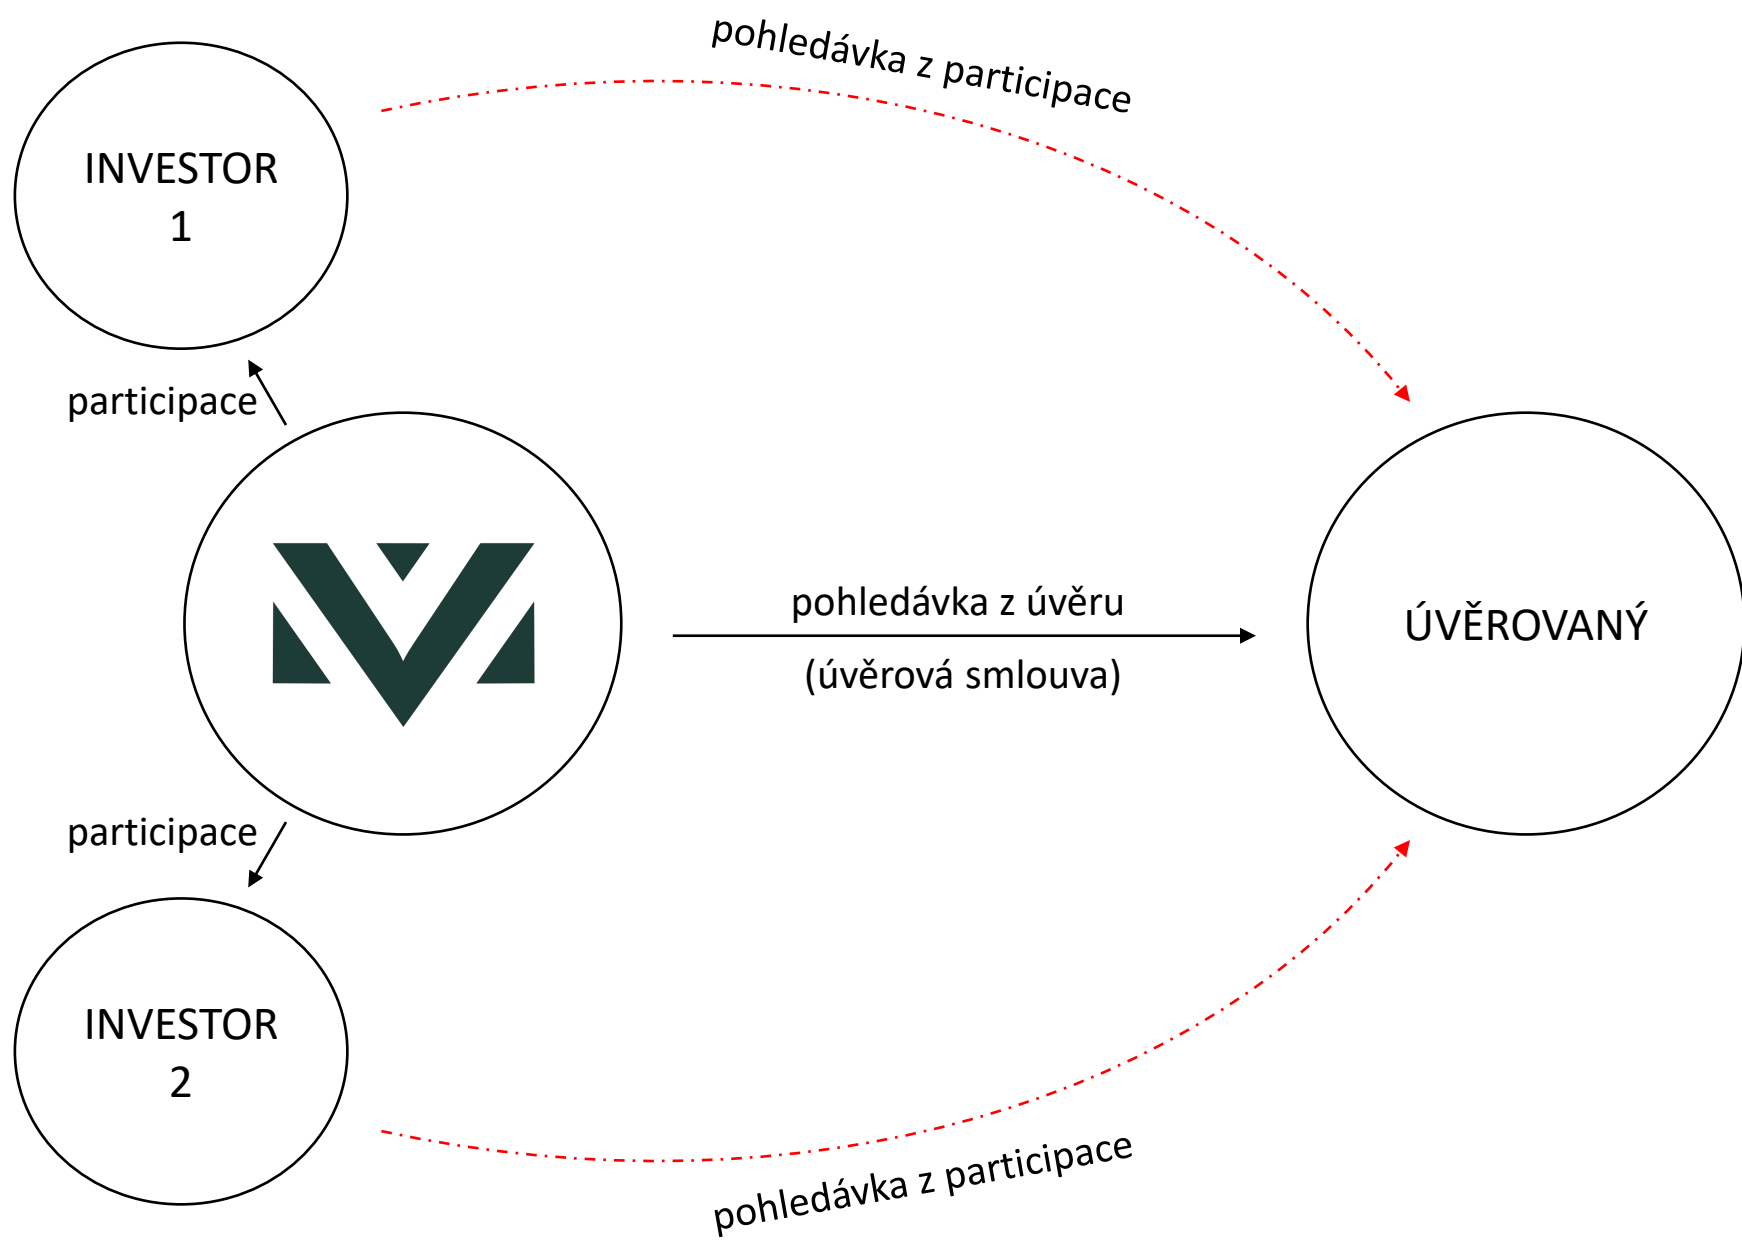 pohledávka z participace
INVESTOR
1
participace
pohledávka z úvěru
(úvěrová smlouva)
ÚVĚROVANÝ
participace
INVESTOR
2
pohledávka z participace